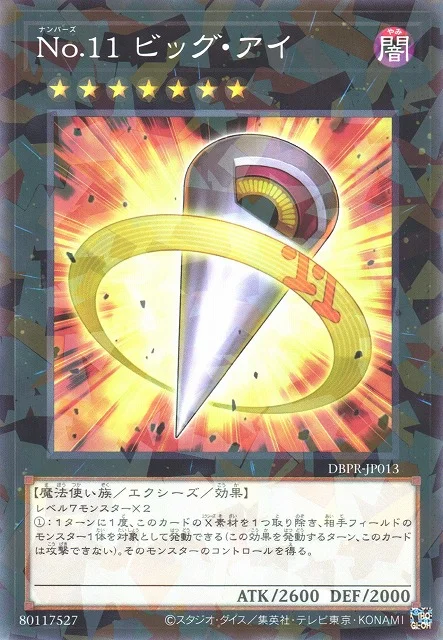 ナンバーズ
No.11 ビッグ・アイ
やみ
闇
11
DBPR-JP013
【魔法使い族／エクシーズ／効果】
レベル7モンスター×2
①:1ターンに1度、このカードのX素材を1つ取り除き、相手フィールドの
モンスター1体を対象として発動できる(この効果を発動するターン、このカード
は攻撃できない)。そのモンスターのコントロールを得る。
ATK/2600 DEF/2000
80117527
©スタジオ・ダイス／集英社・テレビ東京・KONAMI